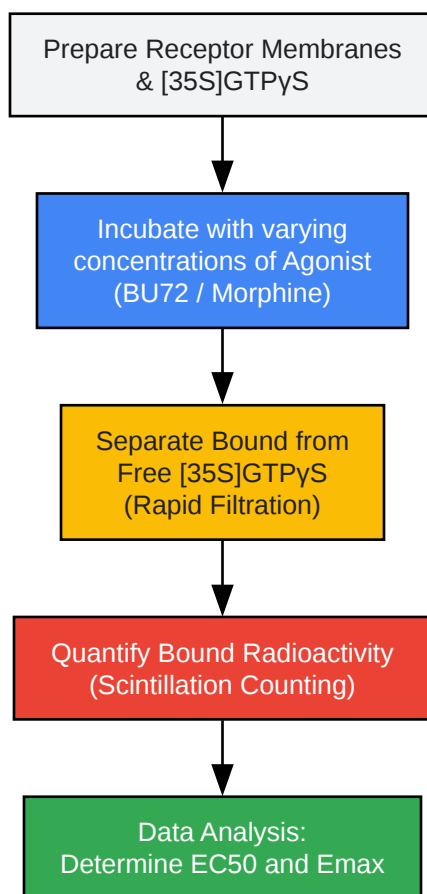 Prepare Receptor Membranes
& [35S]GTPγS
Incubate with varying
concentrations of Agonist
(BU72 / Morphine)
Separate Bound from
Free [35S]GTPγS
(Rapid Filtration)
Quantify Bound Radioactivity
(Scintillation Counting)
Data Analysis:
Determine EC50 and Emax